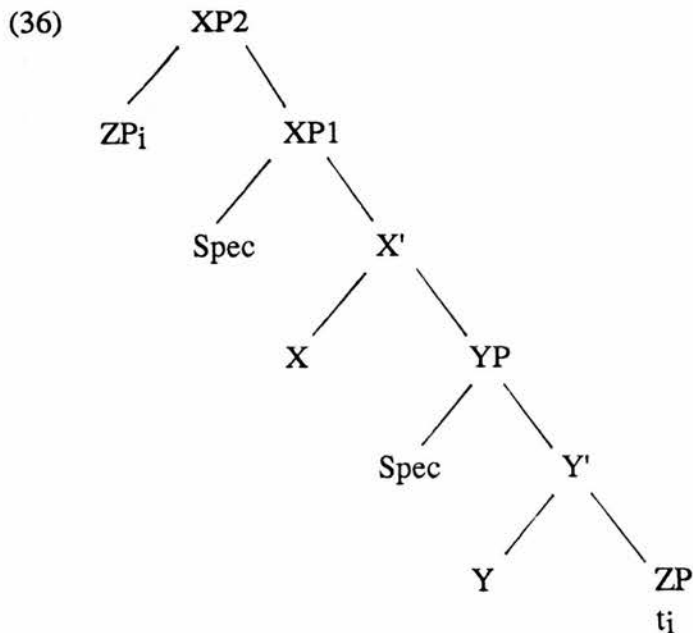 (36) XP2
ZPi XP1
Spec X'
X YP
Spec Y'
Y ZP
ti